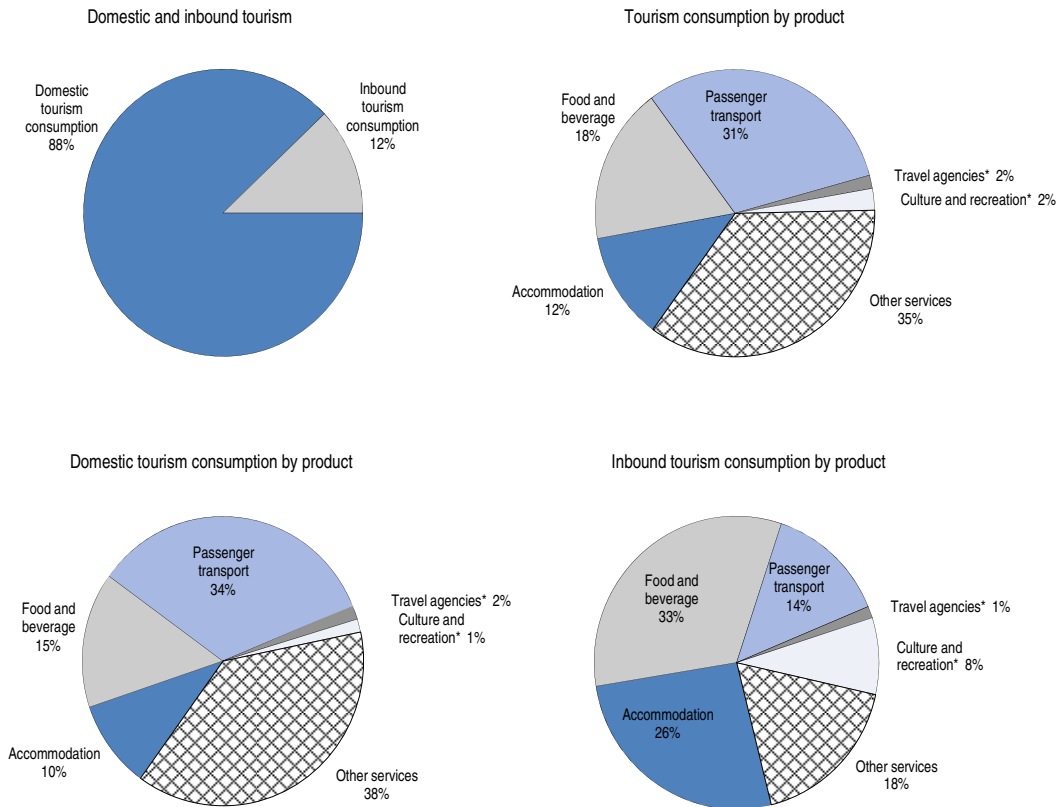 Domestic and inbound tourism
Domestic
tourism
consumption
88%
Inbound
tourism
consumption
12%
Tourism consumption by product
Food and
beverage
18%
Passenger
transport
31%
Travel agencies* 2%
Culture and recreation* 2%
Accommodation
12%
Other services
35%
Domestic tourism consumption by product
Passenger
transport
34%
Food and
beverage
15%
Travel agencies* 2%
Culture and
recreation* 1%
Accommodation
10%
Other services
38%
Inbound tourism consumption by product
Food and
beverage
33%
Passenger
transport
14%
Travel agencies* 1%
Culture and
recreation* 8%
Accommodation
26%
Other services
18%